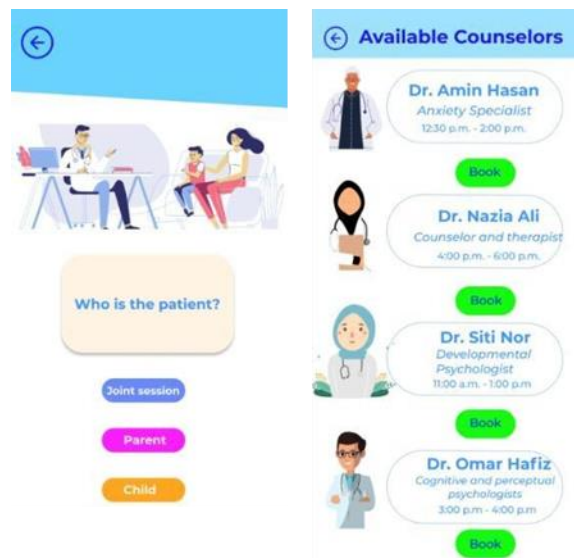 Who is the patient?
Joint session
Parent
Child
Available Counselors
Dr. Amin Hasan
Anxiety Specialist
12:30 p.m. - 2:00 p.m.
Book
Dr. Nazia Ali
Counselor and therapist
4:00 p.m. - 6:00 p.m.
Book
Dr. Siti Nor
Developmental
Psychologist
11:00 a.m. - 1:00 p.m
Book
Dr. Omar Hafiz
Cognitive and perceptual
psychologists
3:00 p.m - 4:00 p.m
Book